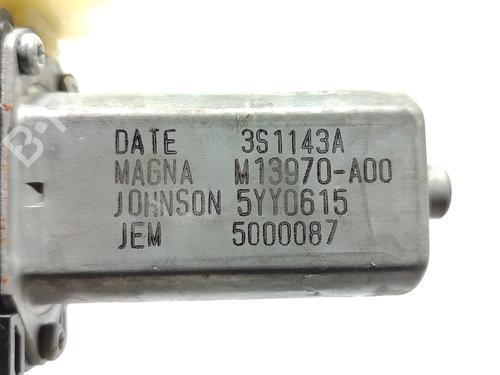 DATE 3S1143A
MAGNA M13970-A00
JOHNSON 5YY0615
JEM 5000087